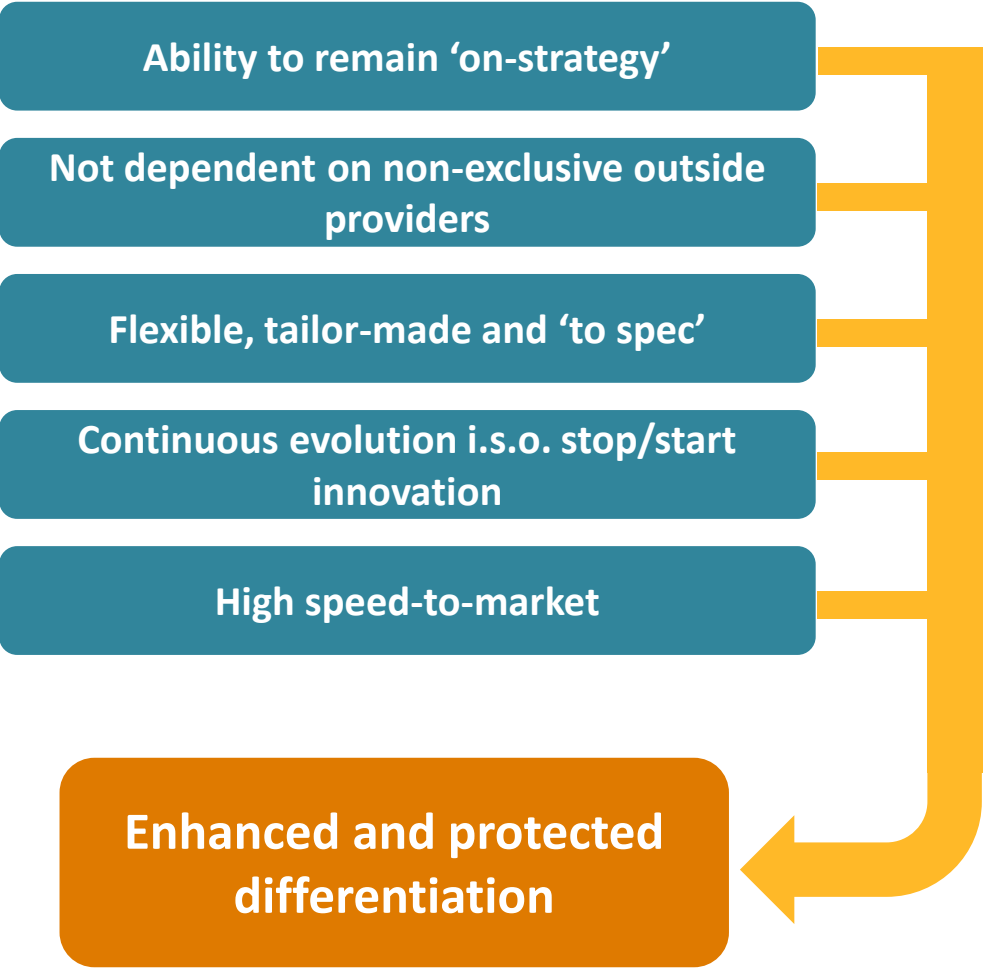 Ability to remain ‘on-strategy’
Not dependent on non-exclusive outside
providers
Flexible, tailor-made and ‘to spec’
Continuous evolution i.s.o. stop/start
innovation
High speed-to-market
Enhanced and protected
differentiation